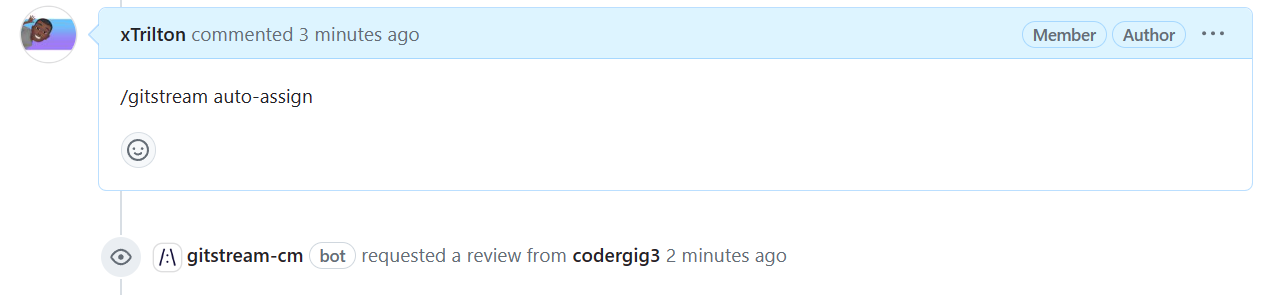 xTrilton commented 3 minutes ago Member Author
/gitstream auto-assign
/:\ gitstream-cm bot requested a review from codergig3 2 minutes ago